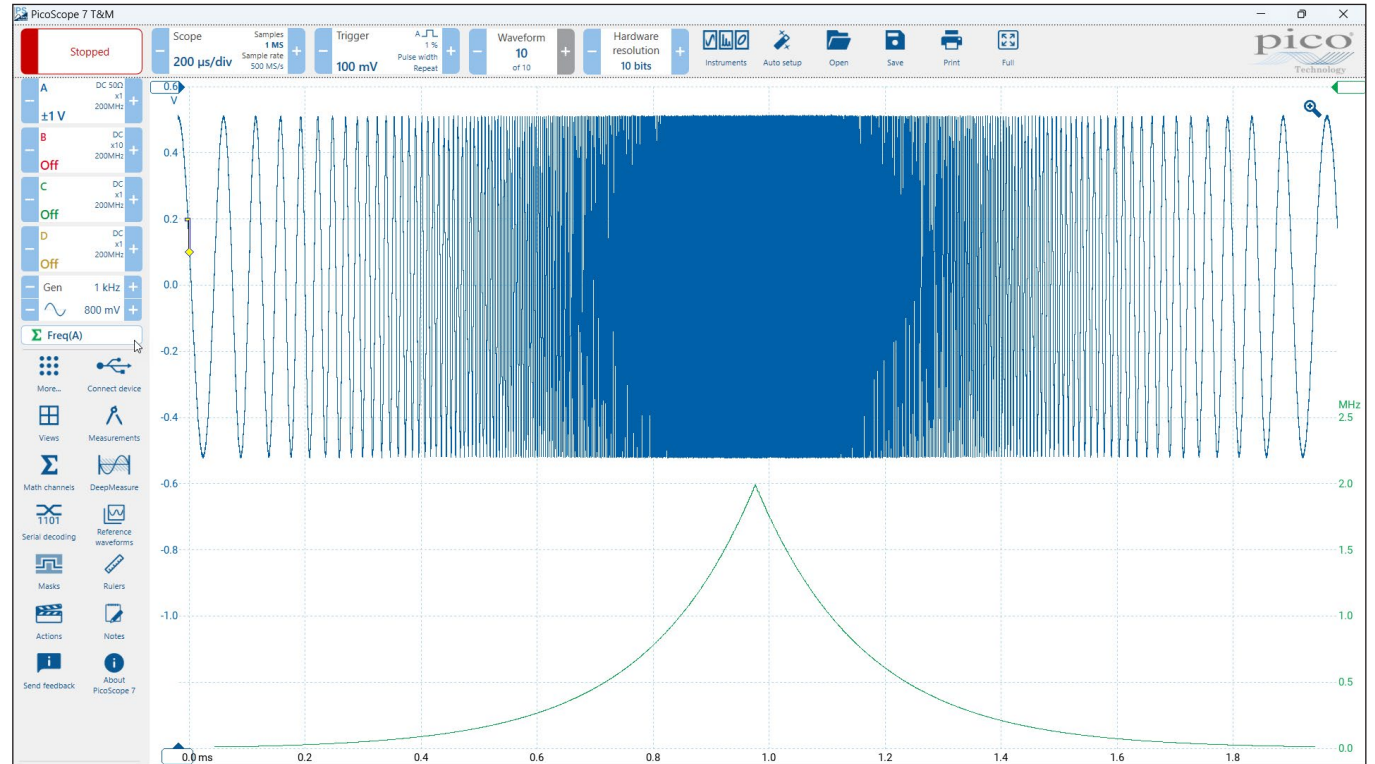 PS PicoScope 7 T&M
Stopped
Scope
200 µs/div
Samples
1 MS
Sample rate
500 MS/s
Trigger
100 mV
A
1 %
Pulse width
Repeat
Waveform
10
of 10
Hardware
resolution
10 bits
Instruments
Auto setup
Open
Save
Print
Full
pico
Technology
A
DC 50Ω
x1
200MHz
±1 V
B
DC
x10
200MHz
Off
C
DC
x1
200MHz
Off
D
DC
x1
200MHz
Off
Gen 1 kHz
800 mV
Σ Freq(A)
More...
Connect device
Views
Measurements
Σ
Math channels
DeepMeasure
1101
Serial decoding
Reference
waveforms
Masks
Rulers
Actions
Notes
Send feedback
About
PicoScope 7
0.6
V
0.4
0.2
0.0
-0.2
-0.4
-0.6
-0.8
-1.0
MHz
2.5
2.0
1.5
1.0
0.5
0.0
0.0 ms 0.2 0.4 0.6 0.8 1.0 1.2 1.4 1.6 1.8